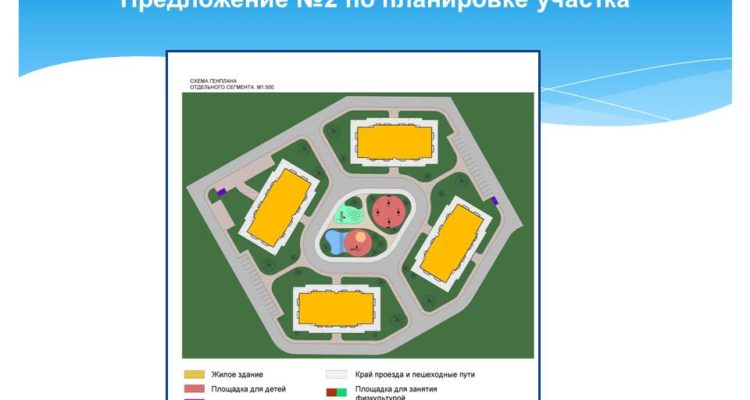 Предложение №2 по планировке участка
СХЕМА ГЕНПЛАНА
ОТДЕЛЬНОГО СЕГМЕНТА. М1:500.
Жилое здание
Край проезда и пешеходные пути
Площадка для детей
Площадка для занятия
физкультурой